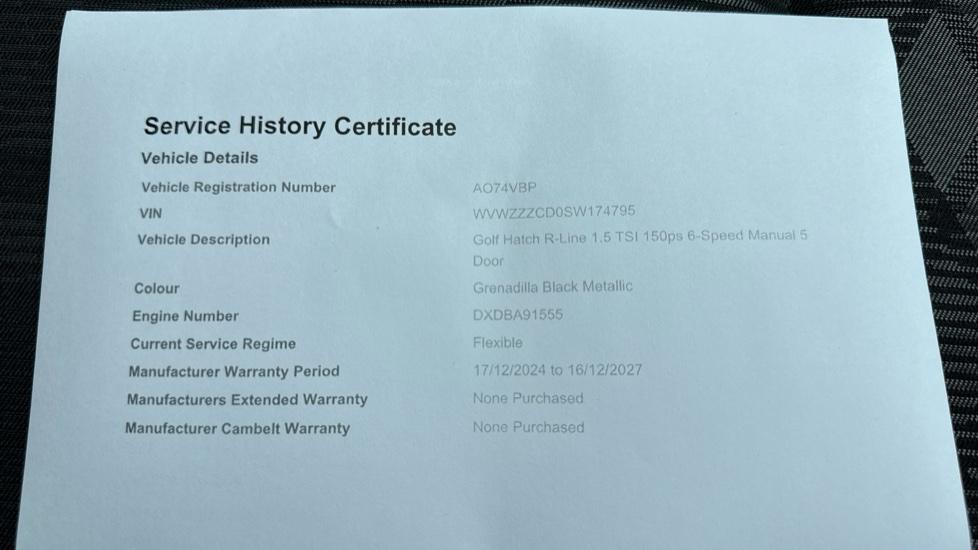 Service History Certificate
Vehicle Details
Vehicle Registration Number AO74VBP
VIN WVWZZZCD0SW174795
Vehicle Description Golf Hatch R-Line 1.5 TSI 150ps 6-Speed Manual 5
Door
Colour Grenadilla Black Metallic
Engine Number DXDBA91555
Current Service Regime Flexible
Manufacturer Warranty Period 17/12/2024 to 16/12/2027
Manufacturers Extended Warranty None Purchased
Manufacturer Cambelt Warranty None Purchased